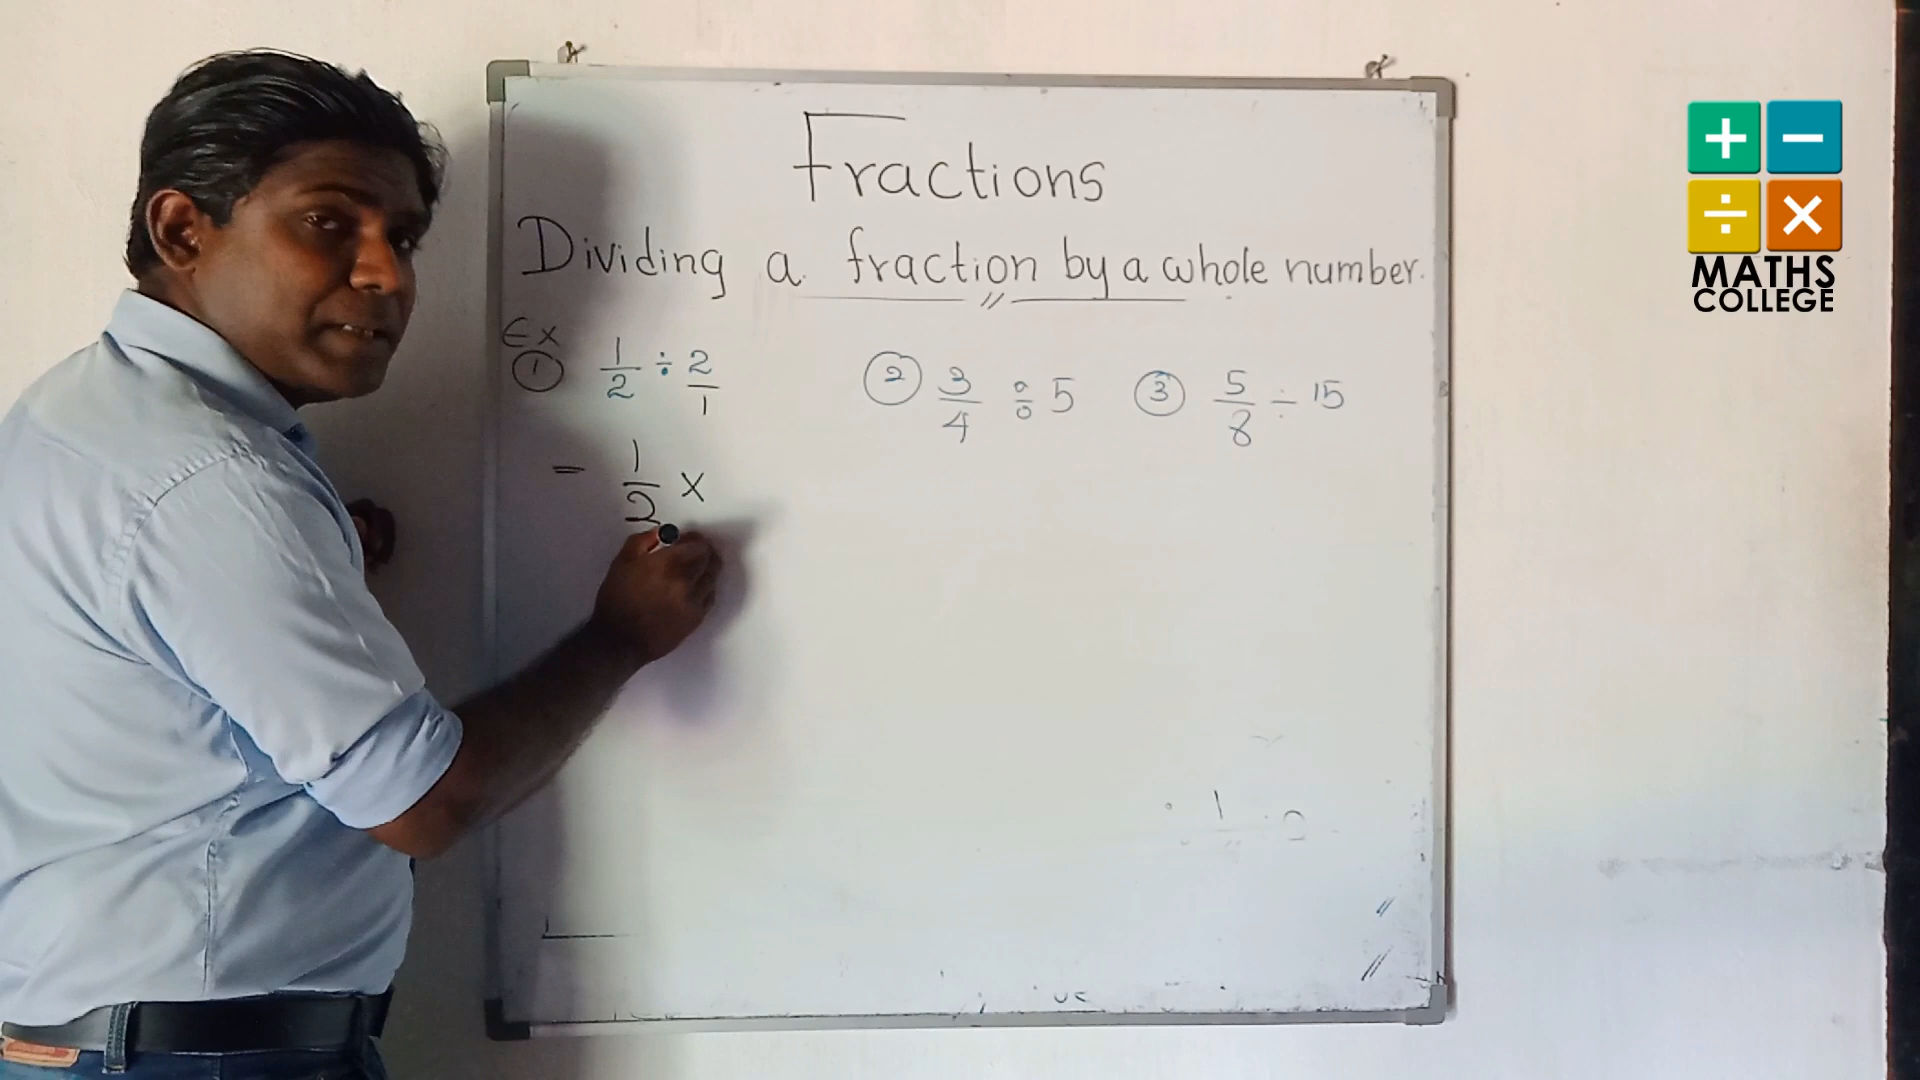 Fractions
Dividing a fraction by a whole number.
Ex
① 1/2 ÷ 2/1
② 3/4 ÷ 5
③ 5/8 ÷ 15
= 1/2 ×
+ −
÷ ×
MATHS
COLLEGE